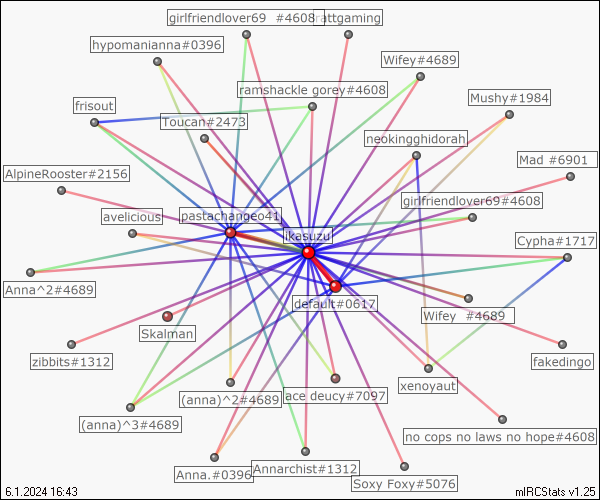 girlfriendlover69 #4608
rattgaming
hypomanianna#0396
Wifey#4689
ramshackle gorey#4608
Mushy#1984
frisout
Toucan#2473
neokingghidorah
Mad #6901
AlpineRooster#2156
girlfriendlover69#4608
avelicious
pastachangeo41
ikasuzu
Cypha#1717
Anna^2#4689
default#0617
Wifey #4689
Skalman
zibbits#1312
fakedingo
(anna)^2#4689
ace deucy#7097
xenoyaut
(anna)^3#4689
no cops no laws no hope#4608
Anna.#0396
Annarchist#1312
Soxy Foxy#5076
6.1.2024 16:43
mIRCStats v1.25